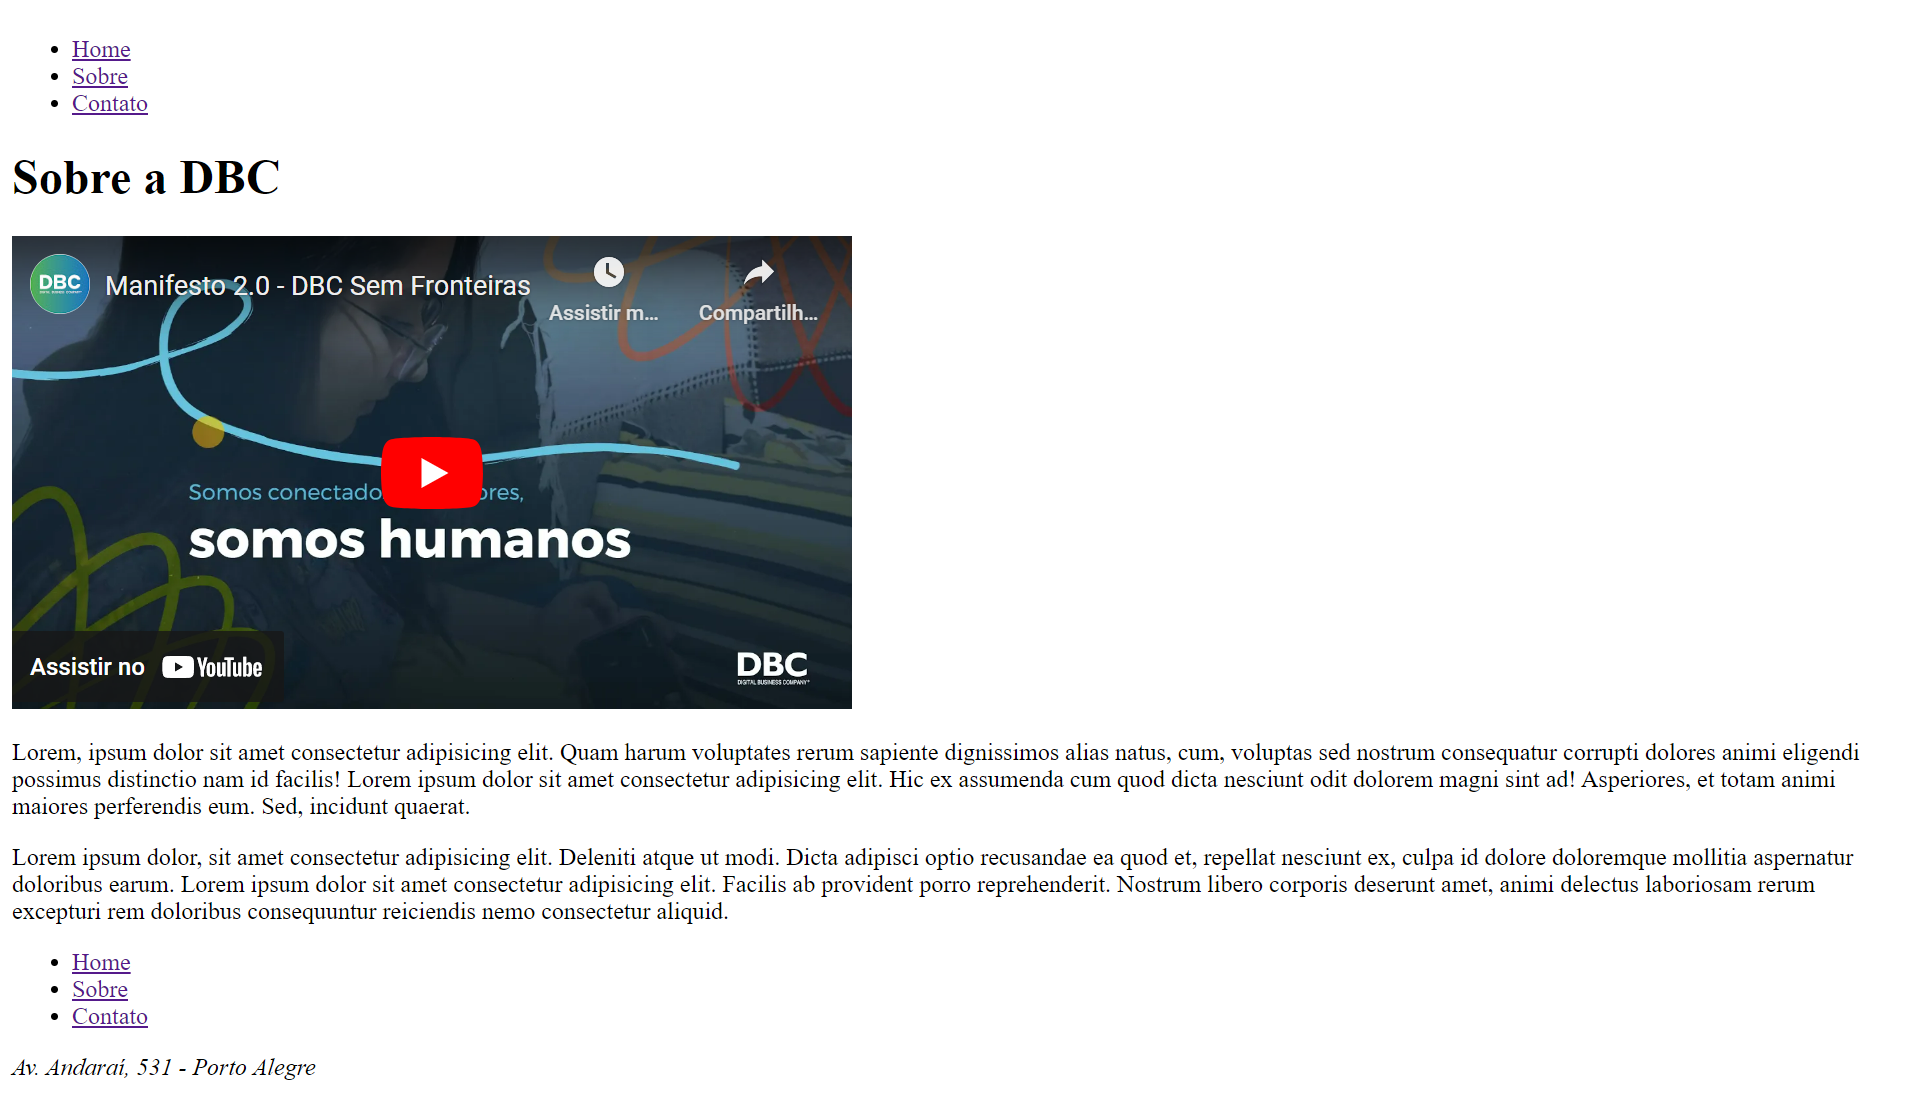 Home
Sobre
Contato
Sobre a DBC
DBC
Manifesto 2.0 - DBC Sem Fronteiras
Assistir m...
Compartilh...
Somos conectado ores,
somos humanos
Assistir no YouTube
DBC
DIGITAL BUSINESS COMPANY
Lorem, ipsum dolor sit amet consectetur adipisicing elit. Quam harum voluptates rerum sapiente dignissimos alias natus, cum, voluptas sed nostrum consequatur corrupti dolores animi eligendi
possimus distinctio nam id facilis! Lorem ipsum dolor sit amet consectetur adipisicing elit. Hic ex assumenda cum quod dicta nesciunt odit dolorem magni sint ad! Asperiores, et totam animi
maiores perferendis eum. Sed, incidunt quaerat.
Lorem ipsum dolor, sit amet consectetur adipisicing elit. Deleniti atque ut modi. Dicta adipisci optio recusandae ea quod et, repellat nesciunt ex, culpa id dolore doloremque mollitia aspernatur
doloribus earum. Lorem ipsum dolor sit amet consectetur adipisicing elit. Facilis ab provident porro reprehenderit. Nostrum libero corporis deserunt amet, animi delectus laboriosam rerum
excepturi rem doloribus consequuntur reiciendis nemo consectetur aliquid.
Home
Sobre
Contato
Av. Andaraí, 531 - Porto Alegre